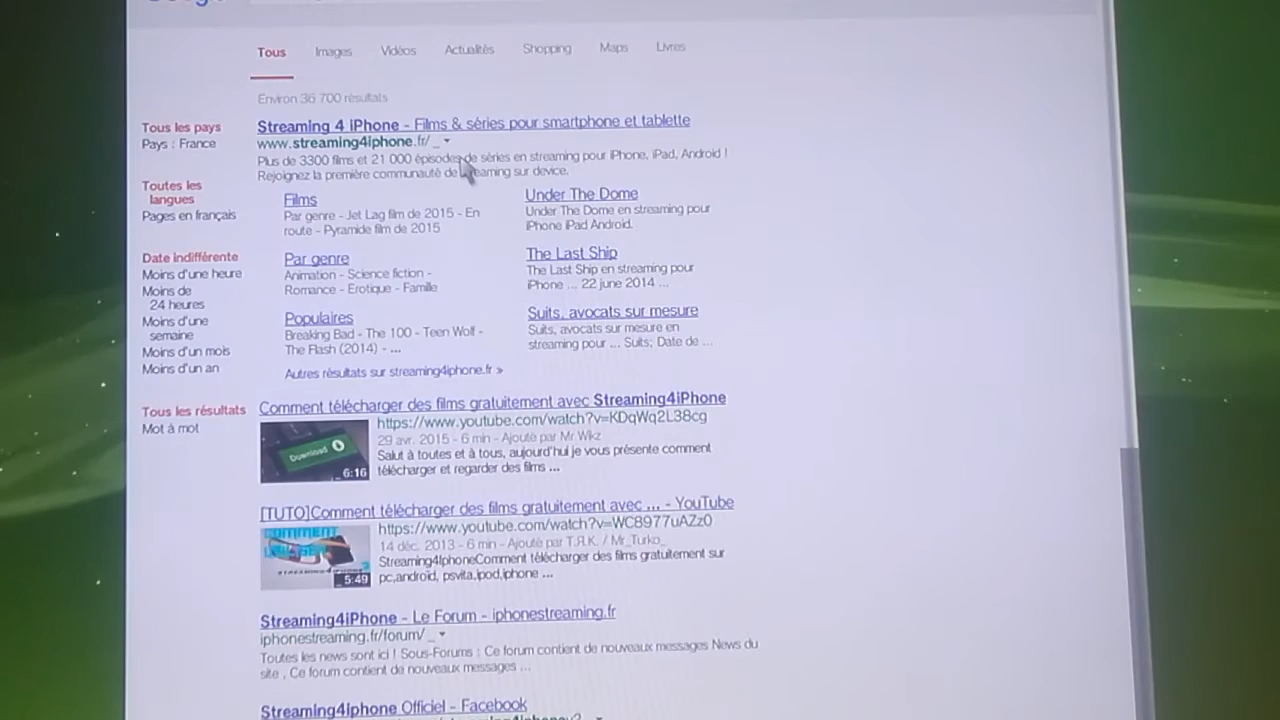 Tous Images Vidéos Actualités Shopping Maps Livres
Environ 36 700 résultats
Tous les pays
Pays : France
Toutes les
langues
Pages en français
Date indifférente
Moins d'une heure
Moins de
24 heures
Moins d'une
semaine
Moins d'un mois
Moins d'un an
Tous les résultats
Mot à mot
Streaming 4 iPhone - Films & séries pour smartphone et tablette
www.streaming4iphone.fr/
Plus de 3300 films et 21 000 épisodes de séries en streaming pour iPhone, iPad, Android !
Rejoignez la première communauté de streaming sur device.
Films
Par genre - Jet Lag film de 2015 - En
route - Pyramide film de 2015
Par genre
Animation - Science fiction -
Romance - Erotique - Famille
Populaires
Breaking Bad - The 100 - Teen Wolf -
The Flash (2014) - ...
Under The Dome
Under The Dome en streaming pour
iPhone iPad Android.
The Last Ship
The Last Ship en streaming pour
iPhone ... 22 june 2014 ...
Suits, avocats sur mesure
Suits, avocats sur mesure en
streaming pour ... Suits; Date de ...
Autres résultats sur streaming4iphone.fr »
Comment télécharger des films gratuitement avec Streaming4iPhone
https://www.youtube.com/watch?v=KDqWq2L38cg
29 avr. 2015 - 6 min - Ajouté par Mr Wikz
Salut à toutes et à tous, aujourd'hui je vous présente comment
télécharger et regarder des films ...
Download
6:16
[TUTO]Comment télécharger des films gratuitement avec ... - YouTube
https://www.youtube.com/watch?v=WC8977uAZz0
14 déc. 2013 - 6 min - Ajouté par T.Я.K. / Mr_Turko_
Streaming4IphoneComment télécharger des films gratuitement sur
pc,android, psvita,ipod,iphone ...
COMMENT
5:49
Streaming4iPhone - Le Forum - iphonestreaming.fr
iphonestreaming.fr/forum/
Toutes les news sont ici ! Sous-Forums : Ce forum contient de nouveaux messages News du
site , Ce forum contient de nouveaux messages ...
Streaming4iphone Officiel - Facebook